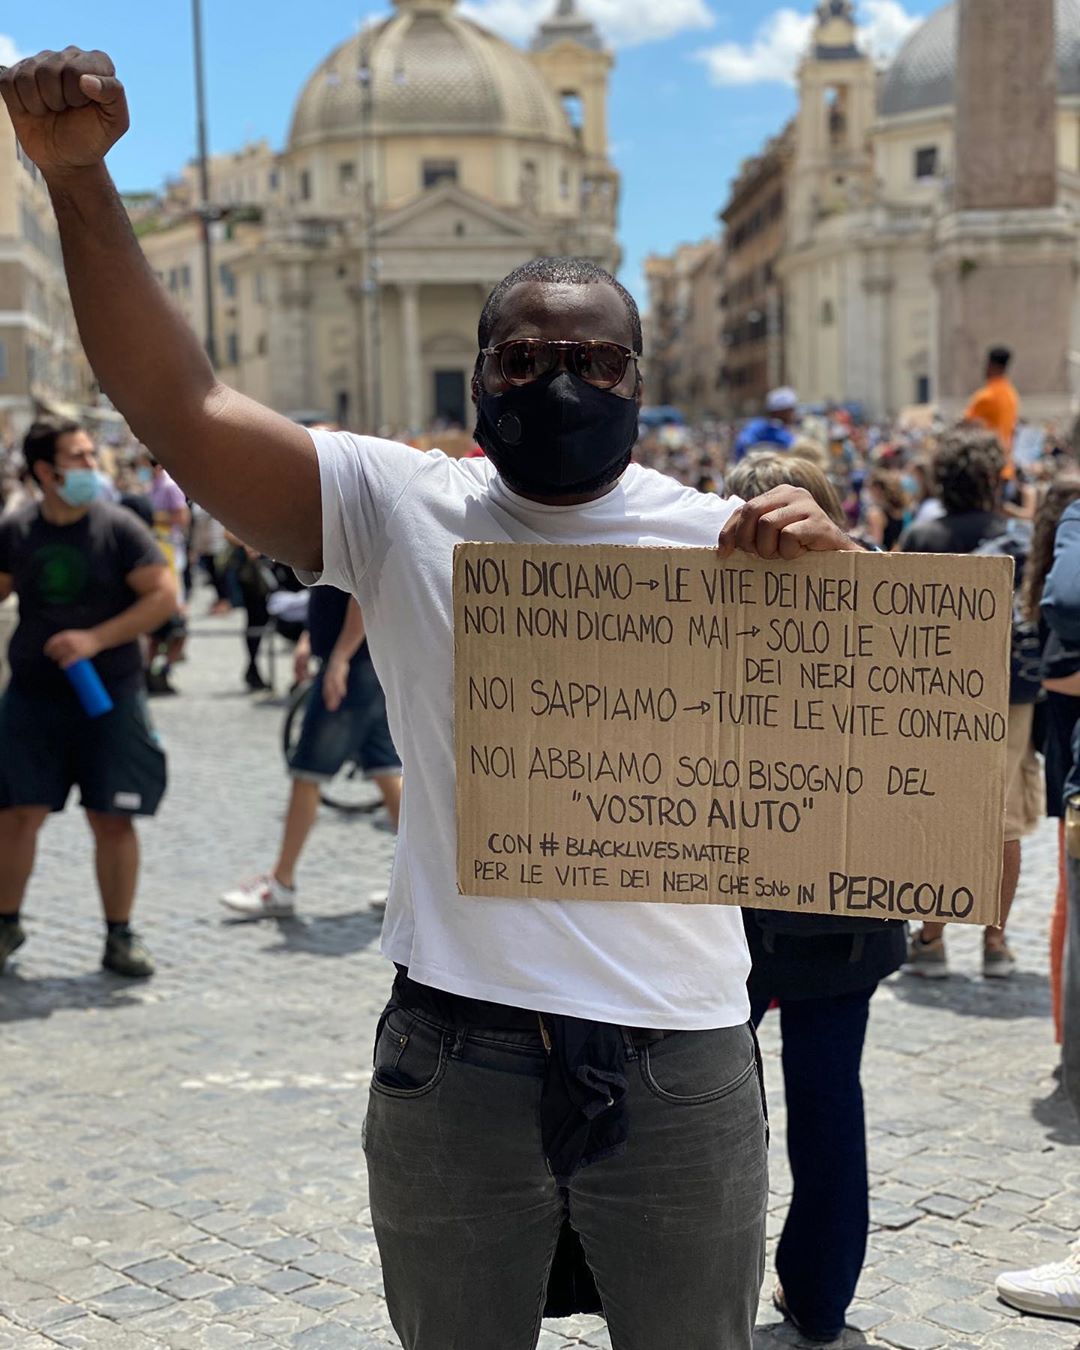 NOI DICIAMO→LE VITE DEI NERI CONTANO
NOI NON DICIAMO MAI→SOLO LE VITE
DEI NERI CONTANO
NOI SAPPIAMO→TUTTE LE VITE CONTANO
NOI ABBIAMO SOLO BISOGNO DEL
"VOSTRO AIUTO"
CON # BLACKLIVESMATTER
PER LE VITE DEI NERI CHE SONO IN PERICOLO